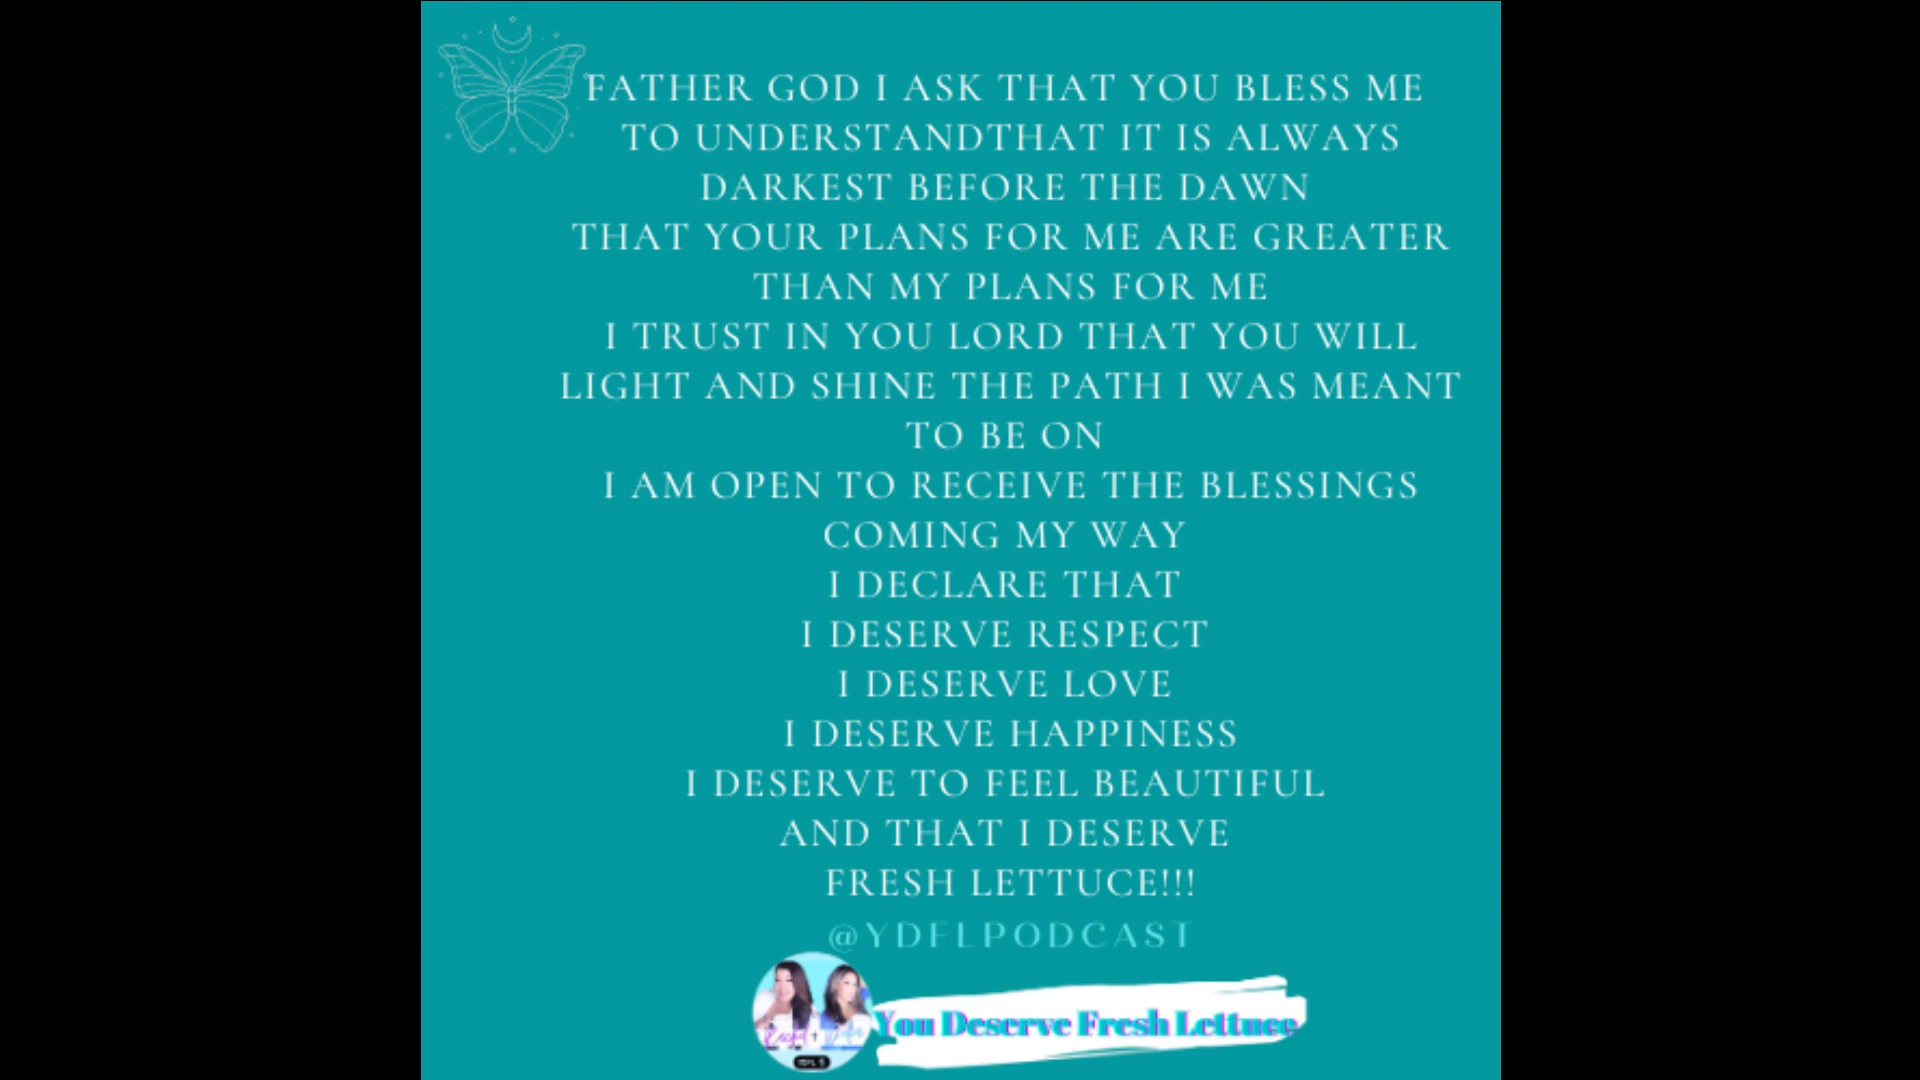 FATHER GOD I ASK THAT YOU BLESS ME
TO UNDERSTANDTHAT IT IS ALWAYS
DARKEST BEFORE THE DAWN
THAT YOUR PLANS FOR ME ARE GREATER
THAN MY PLANS FOR ME
I TRUST IN YOU LORD THAT YOU WILL
LIGHT AND SHINE THE PATH I WAS MEANT
TO BE ON
I AM OPEN TO RECEIVE THE BLESSINGS
COMING MY WAY
I DECLARE THAT
I DESERVE RESPECT
I DESERVE LOVE
I DESERVE HAPPINESS
I DESERVE TO FEEL BEAUTIFUL
AND THAT I DESERVE
FRESH LETTUCE!!!
@YDFLPODCAST
You Deserve Fresh Lettuce